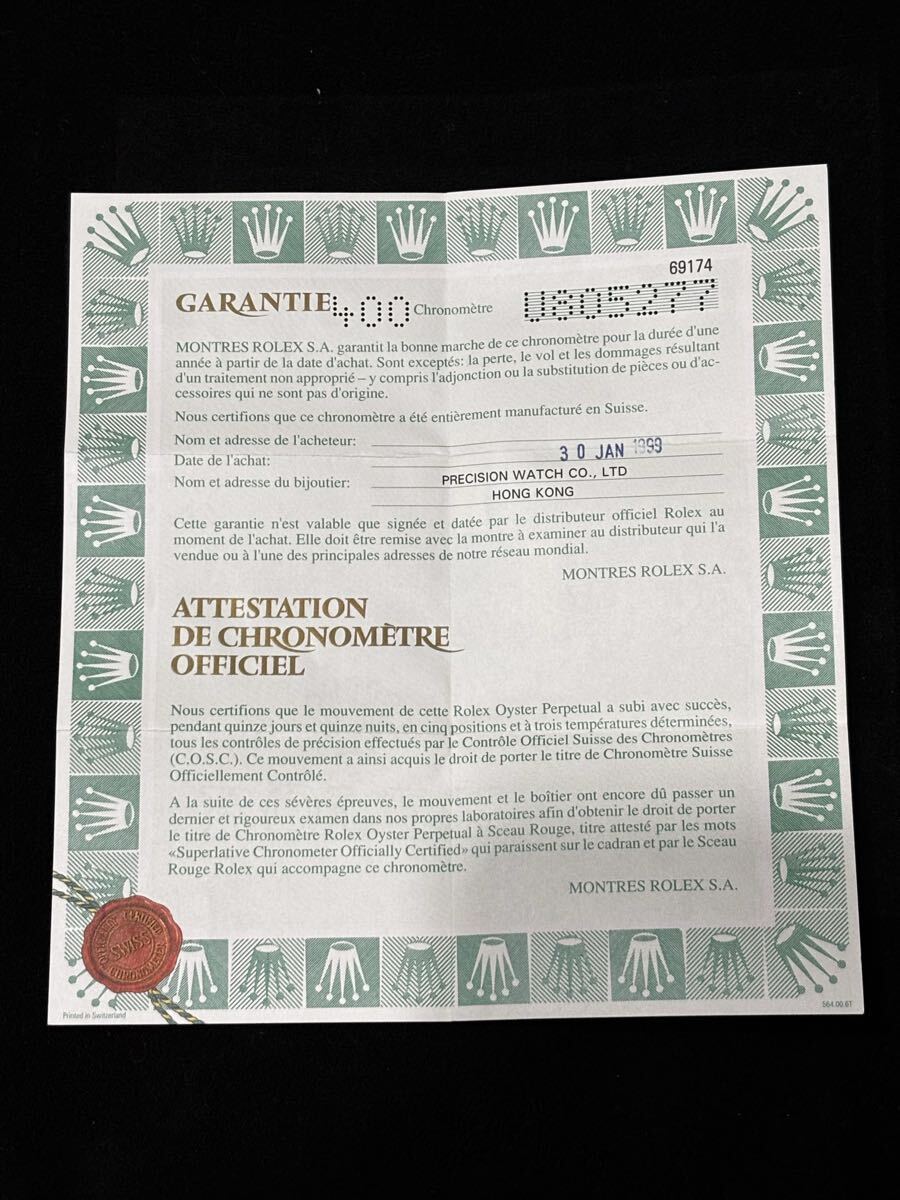 69174
GARANTIE 400 Chronomètre U805277
MONTRES ROLEX S.A. garantit la bonne marche de ce chronomètre pour la durée d'une
année à partir de la date d'achat. Sont exceptés: la perte, le vol et les dommages résultant
d'un traitement non approprié – y compris l'adjonction ou la substitution de pièces ou d'ac-
cessoires qui ne sont pas d'origine.
Nous certifions que ce chronomètre a été entièrement manufacturé en Suisse.
Nom et adresse de l'acheteur:
Date de l'achat: 30 JAN 1999
Nom et adresse du bijoutier: PRECISION WATCH CO., LTD
HONG KONG
Cette garantie n'est valable que signée et datée par le distributeur officiel Rolex au
moment de l'achat. Elle doit être remise avec la montre à examiner au distributeur qui l'a
vendue ou à l'une des principales adresses de notre réseau mondial.
MONTRES ROLEX S.A.
ATTESTATION
DE CHRONOMÈTRE
OFFICIEL
Nous certifions que le mouvement de cette Rolex Oyster Perpetual a subi avec succès,
pendant quinze jours et quinze nuits, en cinq positions et à trois températures déterminées,
tous les contrôles de précision effectués par le Contrôle Officiel Suisse des Chronomètres
(C.O.S.C.). Ce mouvement a ainsi acquis le droit de porter le titre de Chronomètre Suisse
Officiellement Contrôlé.
A la suite de ces sévères épreuves, le mouvement et le boîtier ont encore dû passer un
dernier et rigoureux examen dans nos propres laboratoires afin d'obtenir le droit de porter
le titre de Chronomètre Rolex Oyster Perpetual à Sceau Rouge, titre attesté par les mots
«Superlative Chronometer Officially Certified» qui paraissent sur le cadran et par le Sceau
Rouge Rolex qui accompagne ce chronomètre.
MONTRES ROLEX S.A.
OFFICIALLY CERTIFIED
SWISS
CHRONOMETER
Printed in Switzerland
564.00.6T